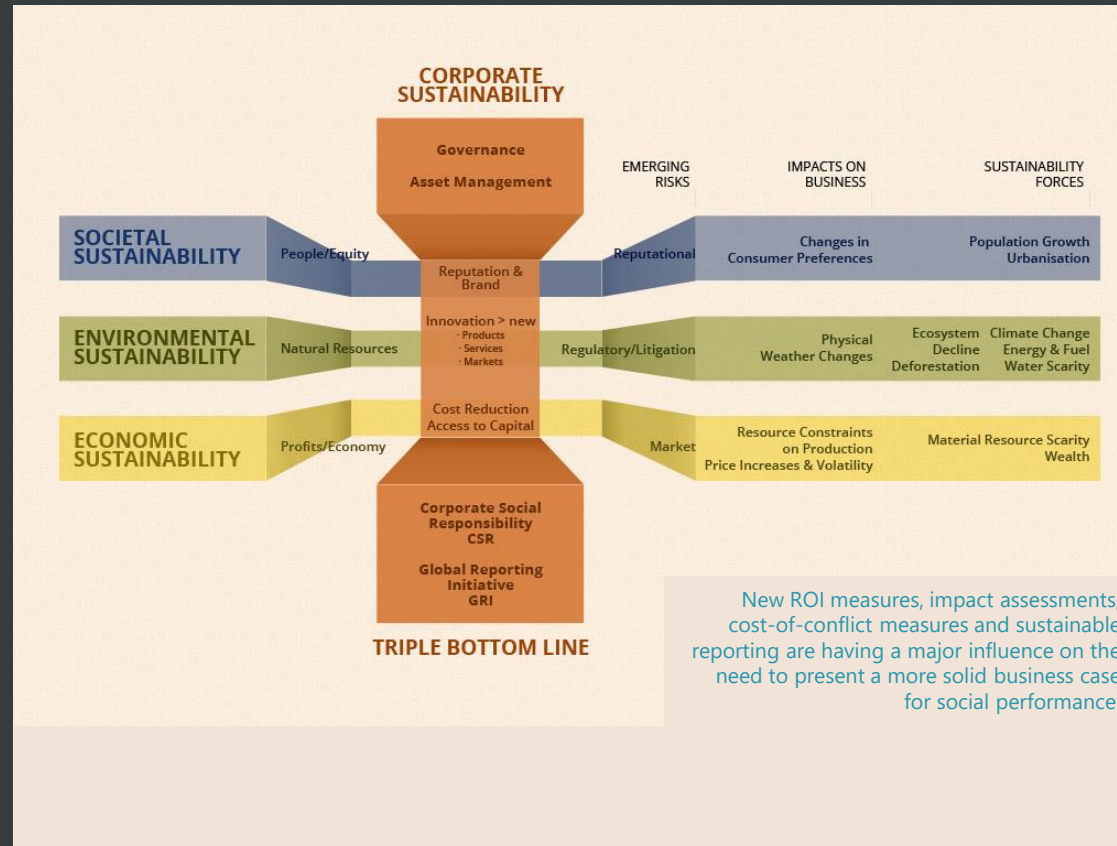 CORPORATE
SUSTAINABILITY
Governance
Asset Management
EMERGING
RISKS
IMPACTS ON
BUSINESS
SUSTAINABILITY
FORCES
SOCIETAL
SUSTAINABILITY
People/Equity
Reputation &
Brand
Reputational
Changes in
Consumer Preferences
Population Growth
Urbanisation
ENVIRONMENTAL
SUSTAINABILITY
Natural Resources
Innovation > new
· Products
· Services
· Markets
Regulatory/Litigation
Physical
Weather Changes
Ecosystem
Decline
Deforestation
Climate Change
Energy & Fuel
Water Scarity
ECONOMIC
SUSTAINABILITY
Profits/Economy
Cost Reduction
Access to Capital
Market
Resource Constraints
on Production
Price Increases & Volatility
Material Resource Scarity
Wealth
Corporate Social
Responsibility
CSR
Global Reporting
Initiative
GRI
TRIPLE BOTTOM LINE
New ROI measures, impact assessments,
cost-of-conflict measures and sustainable
reporting are having a major influence on the
need to present a more solid business case
for social performance